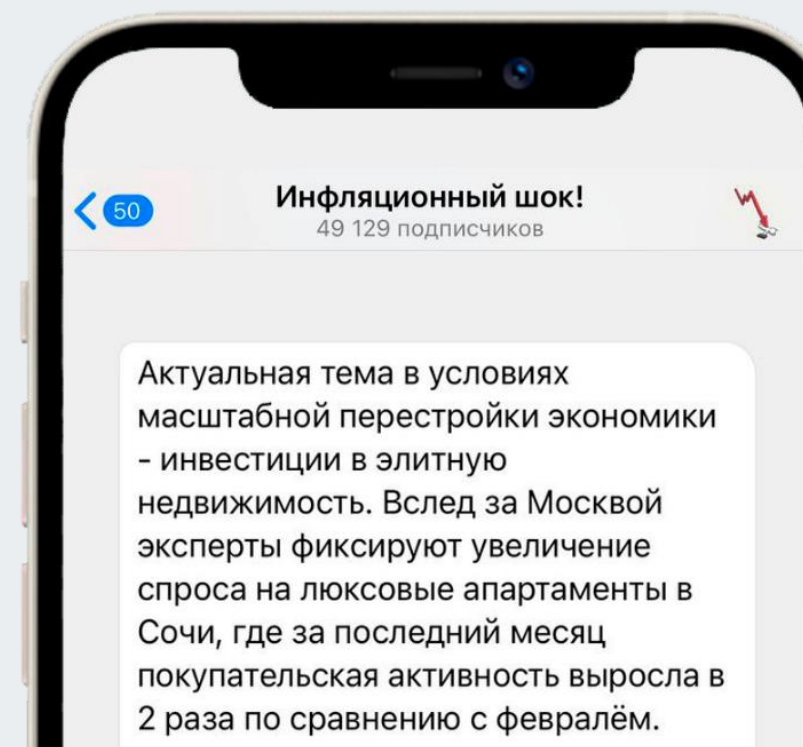 50
Инфляционный шок!
49 129 подписчиков
Актуальная тема в условиях
масштабной перестройки экономики
- инвестиции в элитную
недвижимость. Вслед за Москвой
эксперты фиксируют увеличение
спроса на люксовые апартаменты в
Сочи, где за последний месяц
покупательская активность выросла в
2 раза по сравнению с февралём.